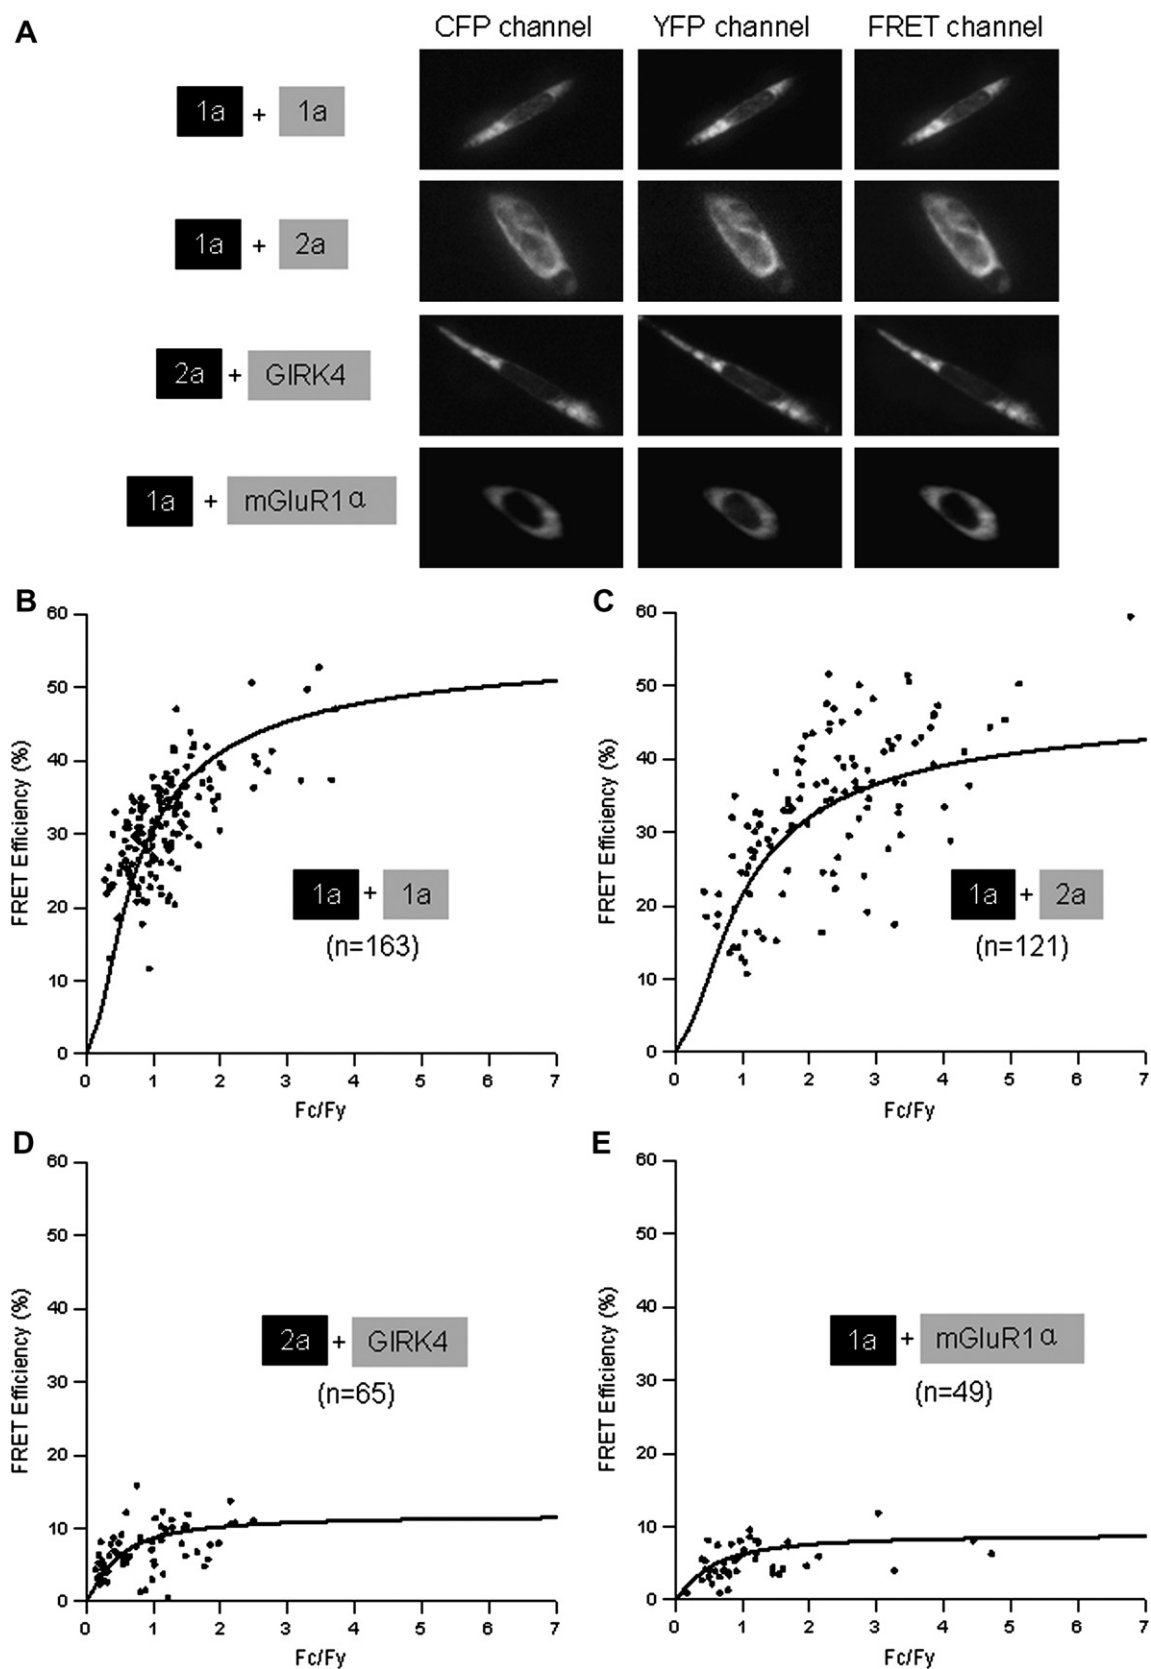 A
CFP channel YFP channel FRET channel
1a + 1a
1a + 2a
2a + GIRK4
1a + mGluR1α
B
60
50
40
30
20
10
0
FRET Efficiency (%)
1a + 1a
(n=163)
0 1 2 3 4 5 6 7
Fc/Fy
C
60
50
40
30
20
10
0
FRET Efficiency (%)
1a + 2a
(n=121)
0 1 2 3 4 5 6 7
Fc/Fy
D
60
50
40
30
20
10
0
FRET Efficiency (%)
2a + GIRK4
(n=65)
0 1 2 3 4 5 6 7
Fc/Fy
E
60
50
40
30
20
10
0
FRET Efficiency (%)
1a + mGluR1α
(n=49)
0 1 2 3 4 5 6 7
Fc/Fy